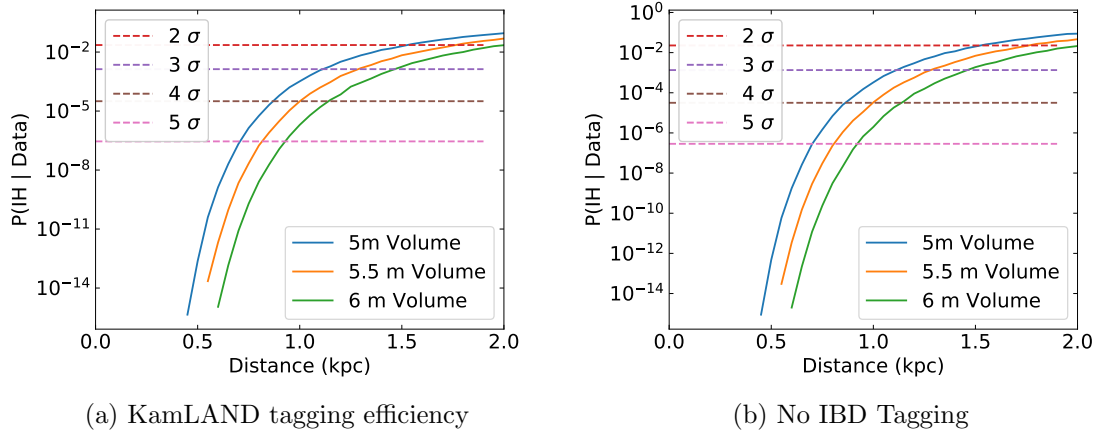 P(IH | Data)
10⁻²
10⁻⁵
10⁻⁸
10⁻¹¹
10⁻¹⁴
2 σ
3 σ
4 σ
5 σ
5m Volume
5.5 m Volume
6 m Volume
0.0 0.5 1.0 1.5 2.0
Distance (kpc)
(a) KamLAND tagging efficiency
P(IH | Data)
10⁰
10⁻²
10⁻⁴
10⁻⁶
10⁻⁸
10⁻¹⁰
10⁻¹²
10⁻¹⁴
2 σ
3 σ
4 σ
5 σ
5m Volume
5.5 m Volume
6 m Volume
0.0 0.5 1.0 1.5 2.0
Distance (kpc)
(b) No IBD Tagging